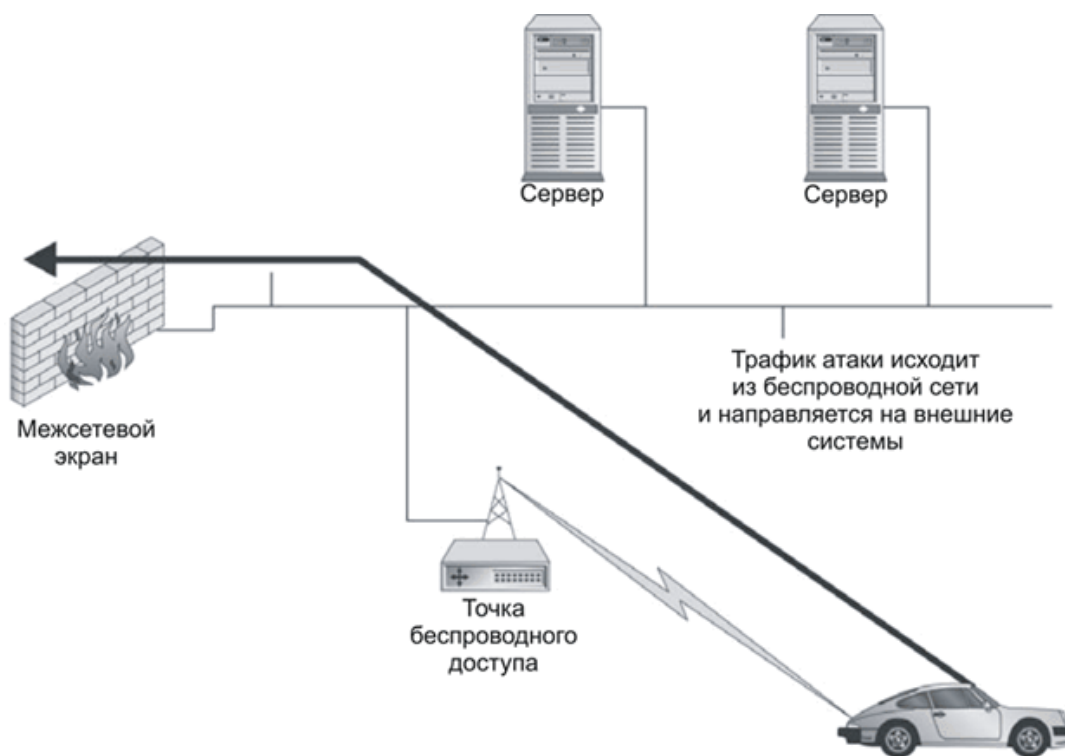 Сервер
Сервер
Трафик атаки исходит
из беспроводной сети
и направляется на внешние
системы
Межсетевой
экран
Точка
беспроводного
доступа